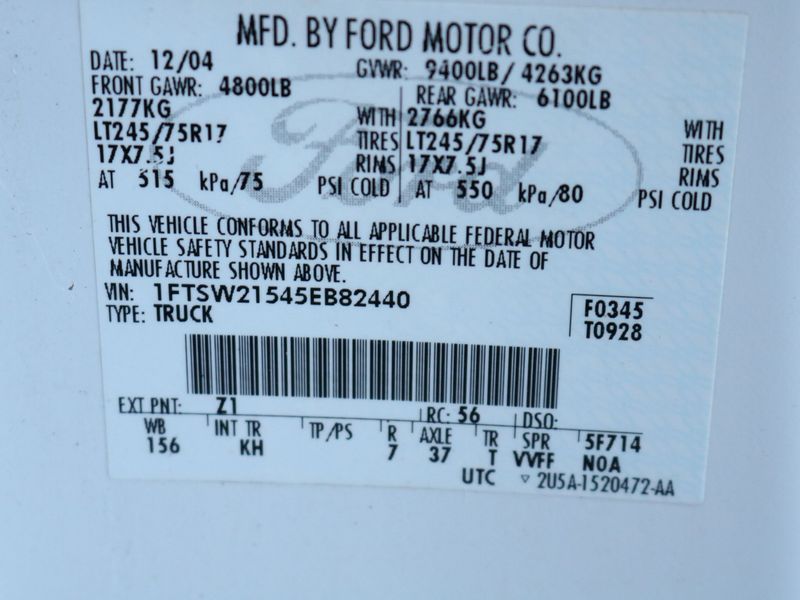 MFD. BY FORD MOTOR CO.
DATE: 12/04 GVWR: 9400LB/ 4263KG
FRONT GAWR: 4800LB REAR GAWR: 6100LB
2177KG WITH 2766KG WITH
LT245/75R17 TIRES LT245/75R17 TIRES
17X7.5J RIMS 17X7.5J RIMS
AT 515 kPa/75 PSI COLD AT 550 kPa/80 PSI COLD
Ford
THIS VEHICLE CONFORMS TO ALL APPLICABLE FEDERAL MOTOR
VEHICLE SAFETY STANDARDS IN EFFECT ON THE DATE OF
MANUFACTURE SHOWN ABOVE.
VIN: 1FTSW21545EB82440 F0345
TYPE: TRUCK T0928
EXT PNT: Z1 RC: 56 DSO:
WB INT TR TP/PS R AXLE TR SPR 5F714
156 KH 7 37 T VVFF NOA
UTC ▽ 2U5A-1520472-AA